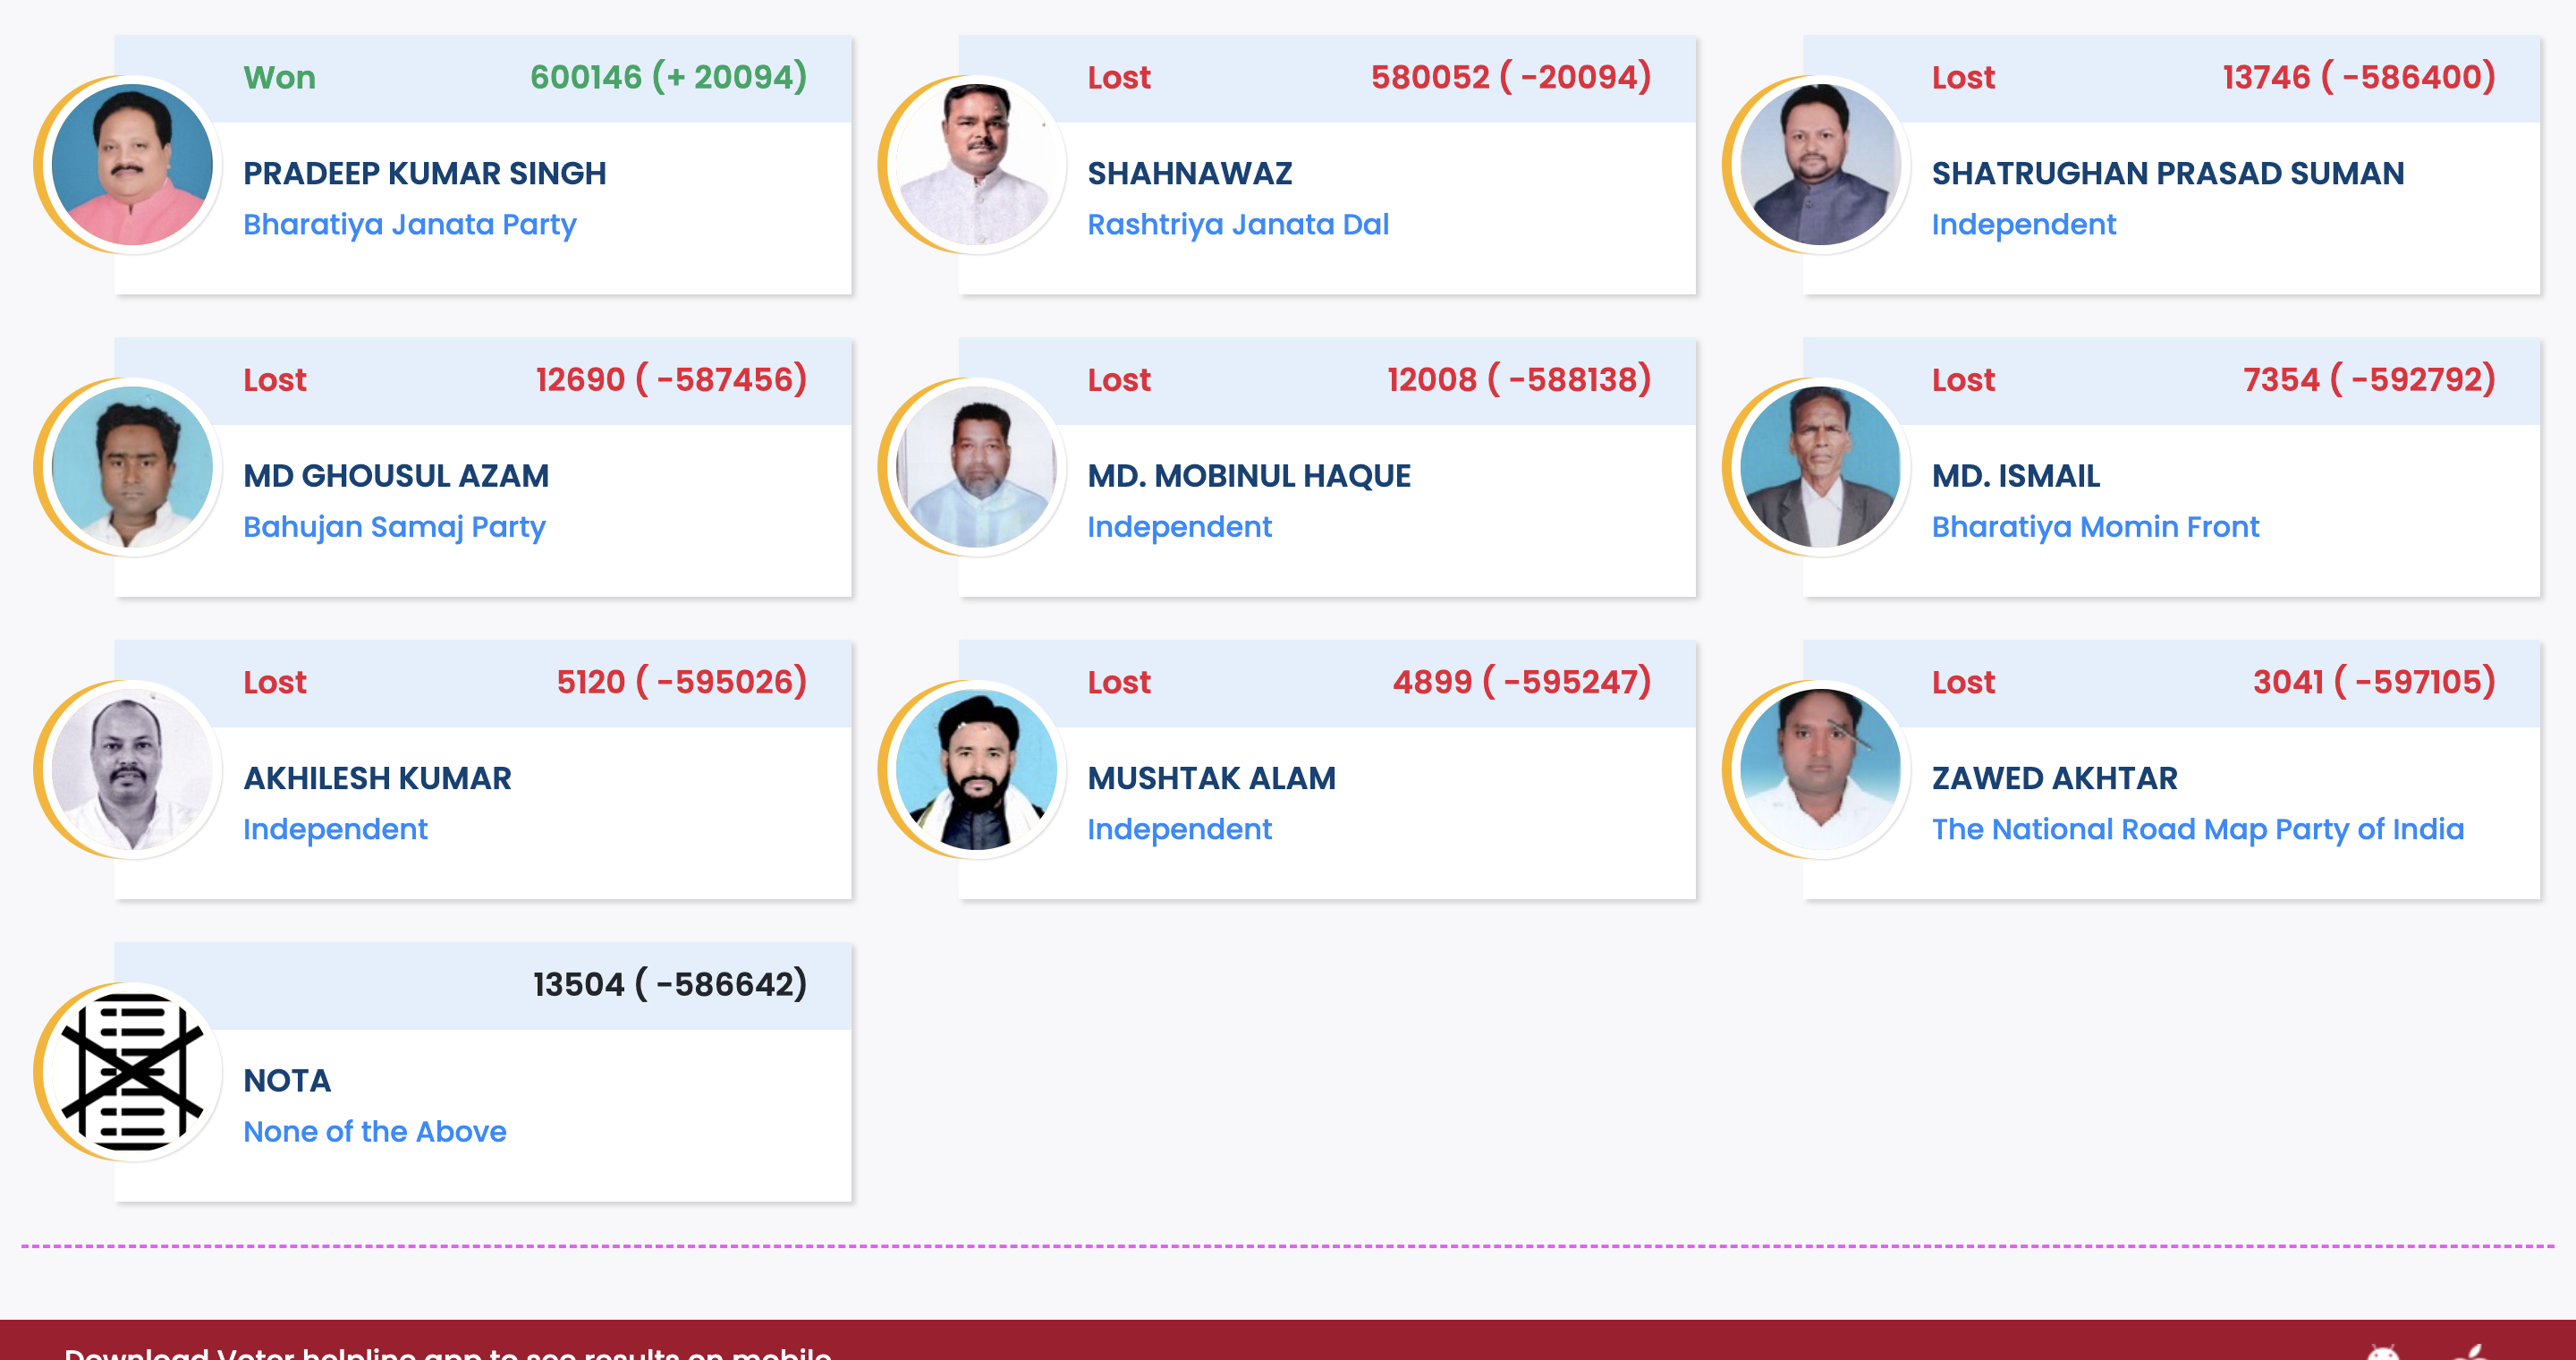 Won 600146 (+ 20094)
PRADEEP KUMAR SINGH
Bharatiya Janata Party
Lost 580052 ( -20094)
SHAHNAWAZ
Rashtriya Janata Dal
Lost 13746 ( -586400)
SHATRUGHAN PRASAD SUMAN
Independent
Lost 12690 ( -587456)
MD GHOUSUL AZAM
Bahujan Samaj Party
Lost 12008 ( -588138)
MD. MOBINUL HAQUE
Independent
Lost 7354 ( -592792)
MD. ISMAIL
Bharatiya Momin Front
Lost 5120 ( -595026)
AKHILESH KUMAR
Independent
Lost 4899 ( -595247)
MUSHTAK ALAM
Independent
Lost 3041 ( -597105)
ZAWED AKHTAR
The National Road Map Party of India
13504 ( -586642)
NOTA
None of the Above
Download Voter helpline app to see results on mobile